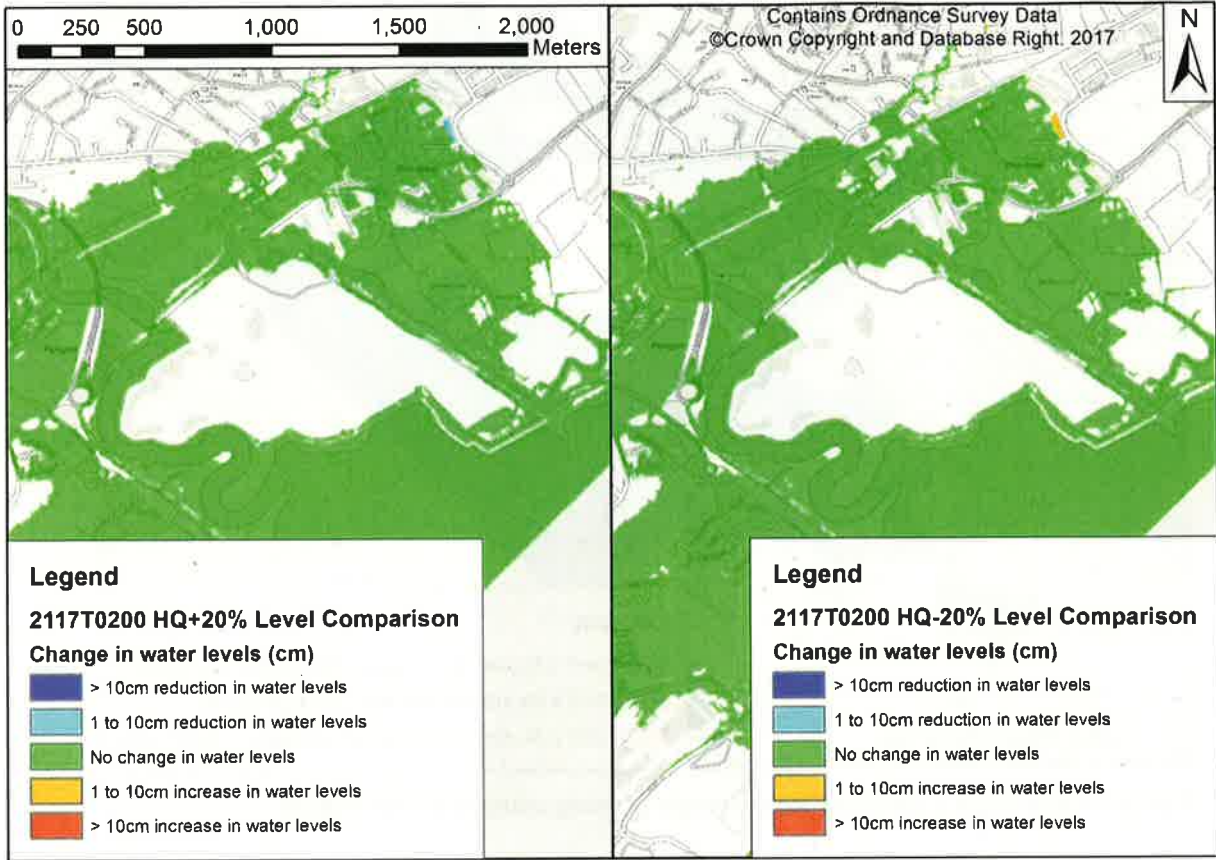 0 250 500 1,000 1,500 2,000
Meters
Contains Ordnance Survey Data
©Crown Copyright and Database Right. 2017
N
Legend
2117T0200 HQ+20% Level Comparison
Change in water levels (cm)
> 10cm reduction in water levels
1 to 10cm reduction in water levels
No change in water levels
1 to 10cm increase in water levels
> 10cm increase in water levels
Legend
2117T0200 HQ-20% Level Comparison
Change in water levels (cm)
> 10cm reduction in water levels
1 to 10cm reduction in water levels
No change in water levels
1 to 10cm increase in water levels
> 10cm increase in water levels